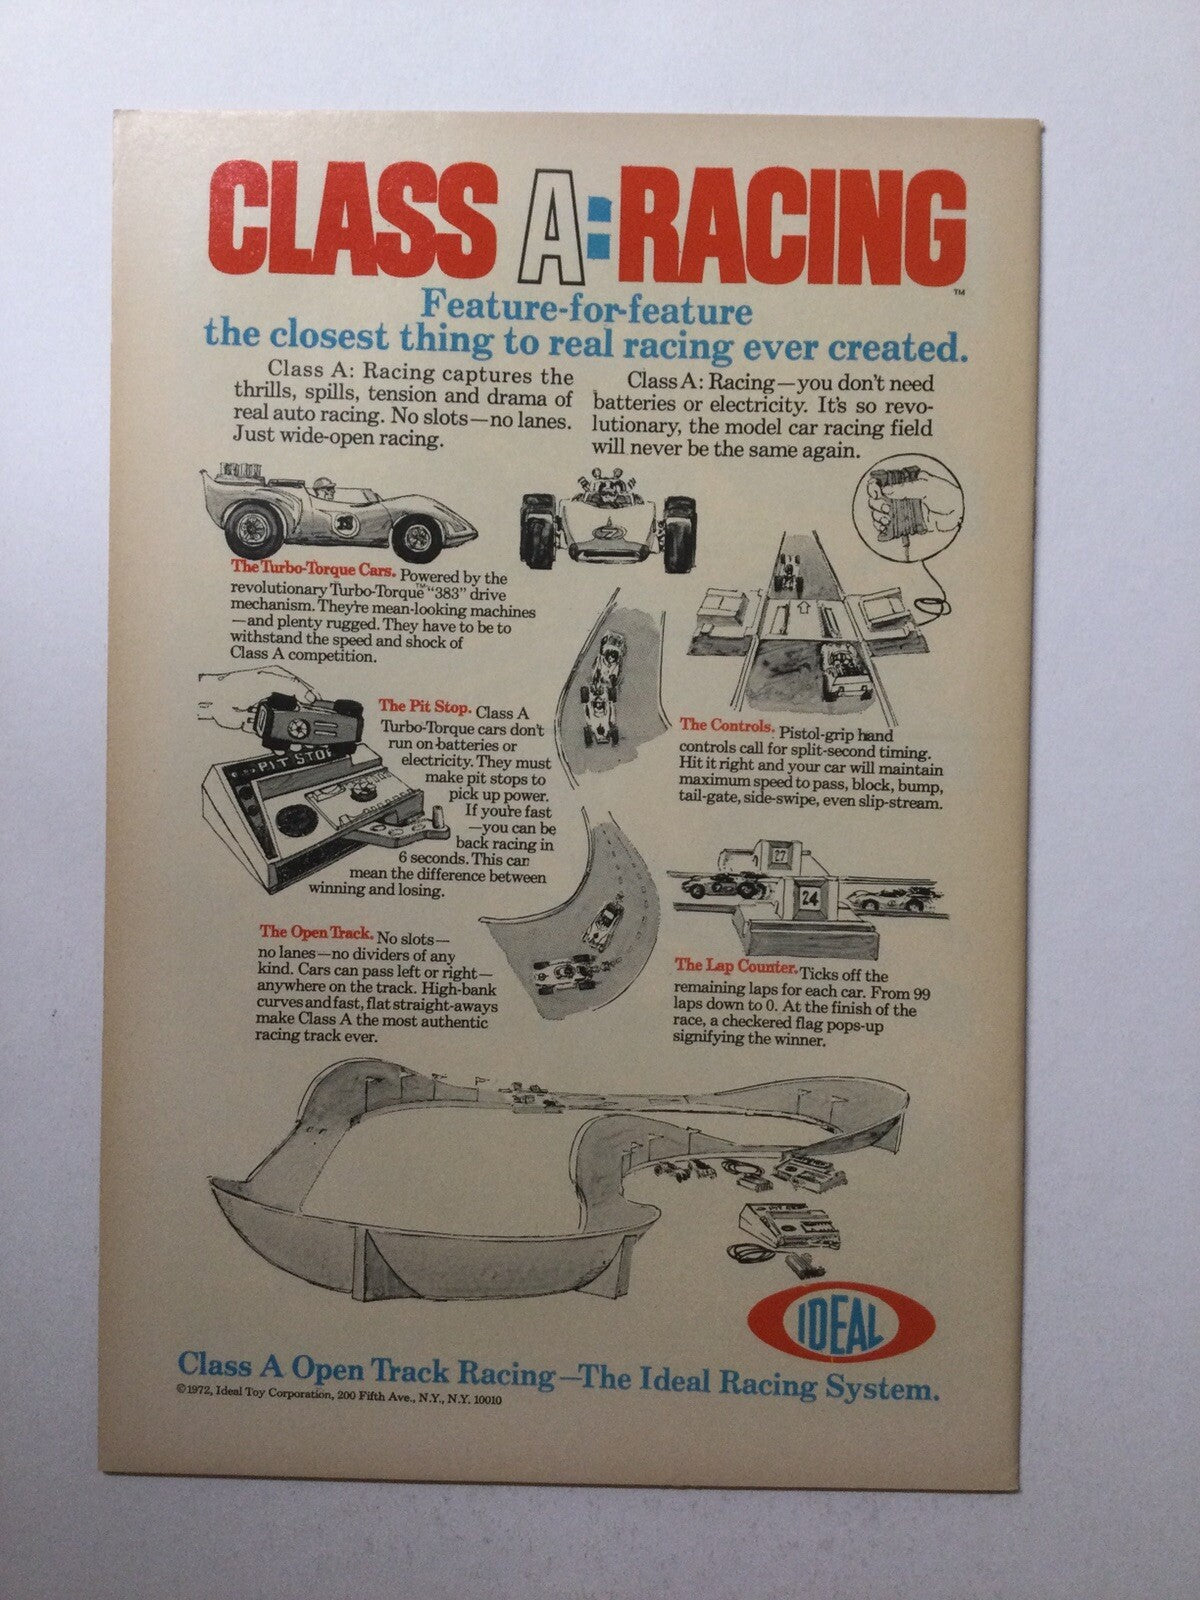 CLASS A: RACING
™
Feature-for-feature
the closest thing to real racing ever created.
Class A: Racing captures the
thrills, spills, tension and drama of
real auto racing. No slots—no lanes.
Just wide-open racing.
Class A: Racing—you don't need
batteries or electricity. It's so revo-
lutionary, the model car racing field
will never be the same again.
The Turbo-Torque Cars. Powered by the
revolutionary Turbo-Torque™ "383" drive
mechanism. They're mean-looking machines
—and plenty rugged. They have to be to
withstand the speed and shock of
Class A competition.
PIT STOP
The Pit Stop. Class A
Turbo-Torque cars don't
run on batteries or
electricity. They must
make pit stops to
pick up power.
If you're fast
—you can be
back racing in
6 seconds. This can
mean the difference between
winning and losing.
The Controls. Pistol-grip hand
controls call for split-second timing.
Hit it right and your car will maintain
maximum speed to pass, block, bump,
tail-gate, side-swipe, even slip-stream.
27
24
The Open Track. No slots—
no lanes—no dividers of any
kind. Cars can pass left or right—
anywhere on the track. High-bank
curves and fast, flat straight-aways
make Class A the most authentic
racing track ever.
The Lap Counter. Ticks off the
remaining laps for each car. From 99
laps down to 0. At the finish of the
race, a checkered flag pops-up
signifying the winner.
PIT STOP
IDEAL
Class A Open Track Racing—The Ideal Racing System.
©1972, Ideal Toy Corporation, 200 Fifth Ave., N.Y., N.Y. 10010